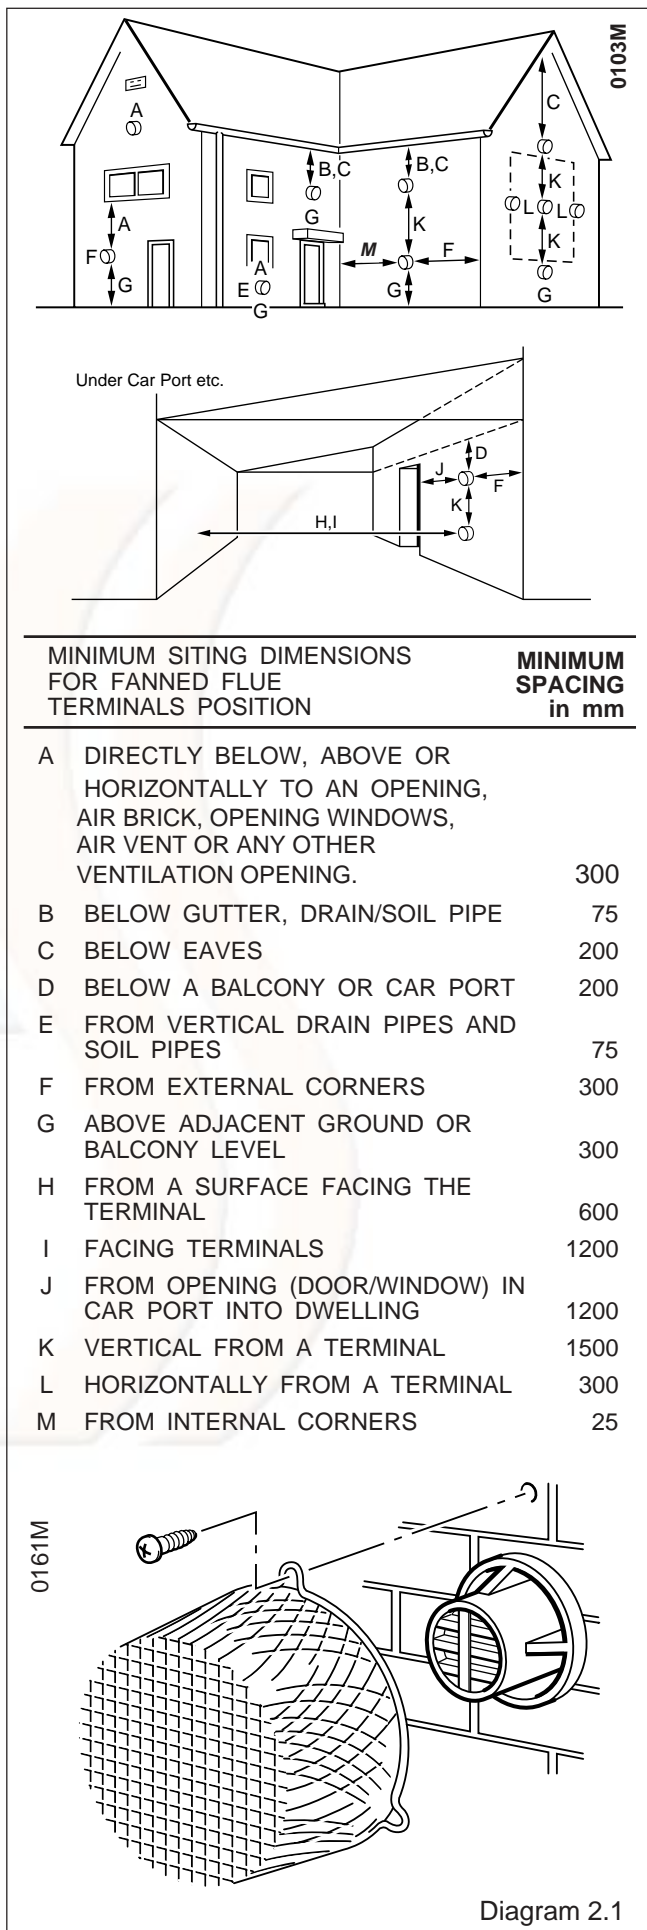 0103M
A
C
B,C
B,C
K
G
L
L
A
K
K
F
M
F
G
A
E
G
G
G
Under Car Port etc.
D
J
F
K
H,I
MINIMUM SITING DIMENSIONS
FOR FANNED FLUE
TERMINALS POSITION
MINIMUM
SPACING
in mm
A DIRECTLY BELOW, ABOVE OR
HORIZONTALLY TO AN OPENING,
AIR BRICK, OPENING WINDOWS,
AIR VENT OR ANY OTHER
VENTILATION OPENING. 300
B BELOW GUTTER, DRAIN/SOIL PIPE 75
C BELOW EAVES 200
D BELOW A BALCONY OR CAR PORT 200
E FROM VERTICAL DRAIN PIPES AND
SOIL PIPES 75
F FROM EXTERNAL CORNERS 300
G ABOVE ADJACENT GROUND OR
BALCONY LEVEL 300
H FROM A SURFACE FACING THE
TERMINAL 600
I FACING TERMINALS 1200
J FROM OPENING (DOOR/WINDOW) IN
CAR PORT INTO DWELLING 1200
K VERTICAL FROM A TERMINAL 1500
L HORIZONTALLY FROM A TERMINAL 300
M FROM INTERNAL CORNERS 25
0161M
Diagram 2.1